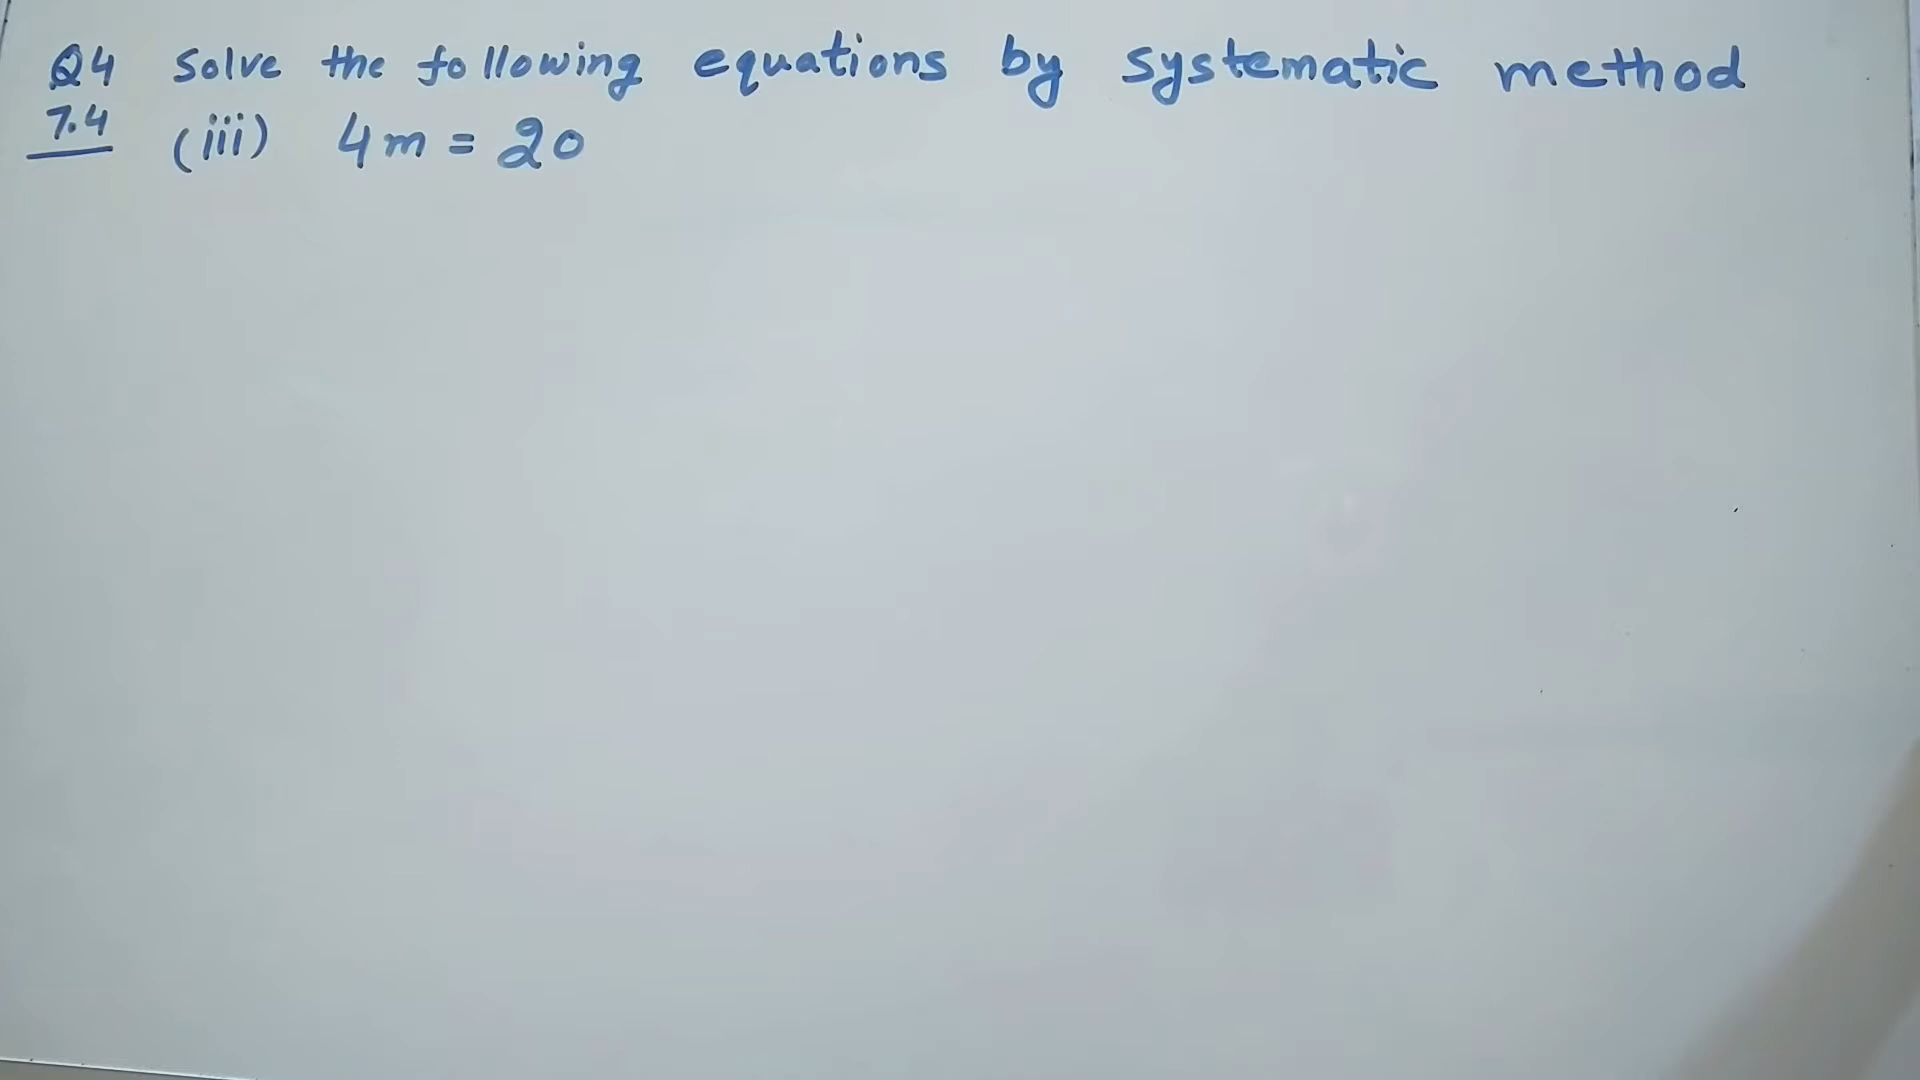 Q4 Solve the following equations by systematic method
7.4 (iii) 4m = 20